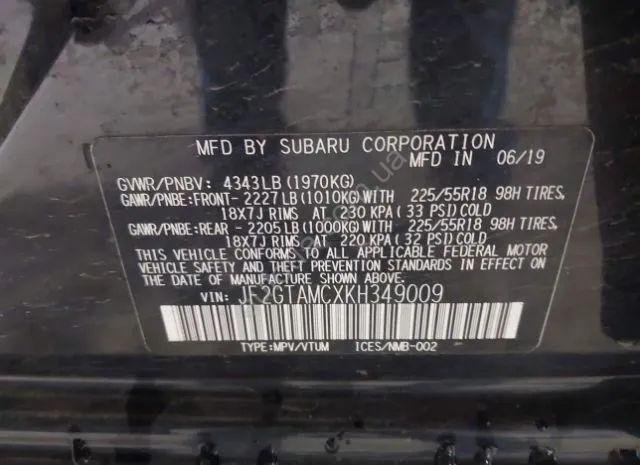 MFD BY SUBARU CORPORATION
MFD IN 06/19
GVWR/PNBV: 4343LB(1970KG)
GAWR/PNBE:FRONT- 2227LB(1010KG)WITH 225/55R18 98H TIRES,
18X7J RIMS AT 230 KPA( 33 PSI)COLD
GAWR/PNBE:REAR - 2205LB(1000KG)WITH 225/55R18 98H TIRES,
18X7J RIMS AT 220 KPA( 32 PSI)COLD
THIS VEHICLE CONFORMS TO ALL APPLICABLE FEDERAL MOTOR
VEHICLE SAFETY AND THEFT PREVENTION STANDARDS IN EFFECT ON
THE DATE OF MANUFACTURE SHOWN ABOVE.
VIN: JF2GTAMCXKH349009
TYPE:MPV/VTUM ICES/NMB-002